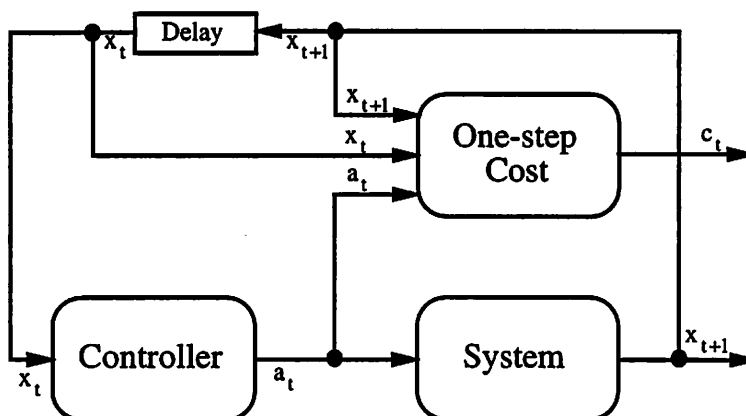 x_t
Delay
x_{t+1}
x_{t+1}
x_t
a_t
One-step
Cost
c_t
Controller
System
x_t
a_t
x_{t+1}